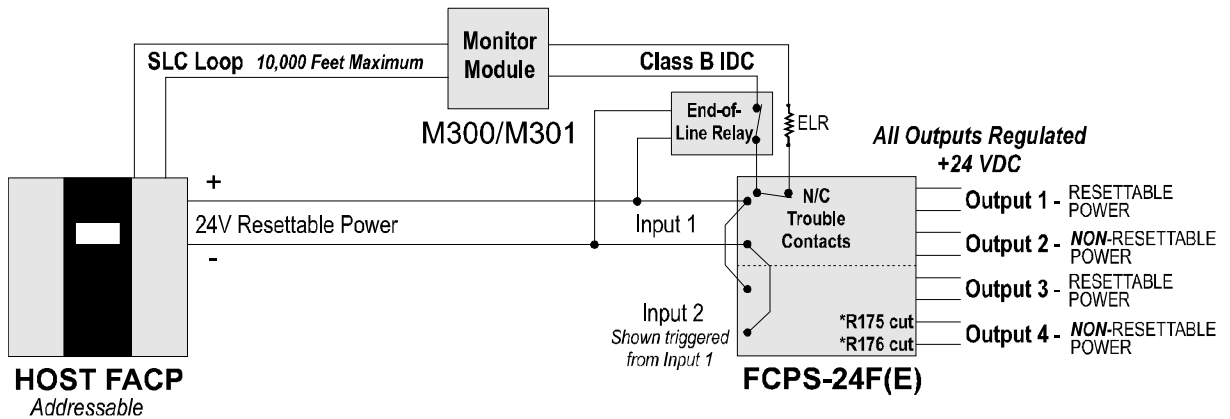 SLC Loop 10,000 Feet Maximum
Monitor
Module
M300/M301
Class B IDC
End-of-
Line Relay
ELR
All Outputs Regulated
+24 VDC
+
24V Resettable Power
-
Input 1
N/C
Trouble
Contacts
Output 1 - RESETTABLE
POWER
Output 2 - NON-RESETTABLE
POWER
Output 3 - RESETTABLE
POWER
Output 4 - NON-RESETTABLE
POWER
Input 2
Shown triggered
from Input 1
*R175 cut
*R176 cut
HOST FACP
Addressable
FCPS-24F(E)